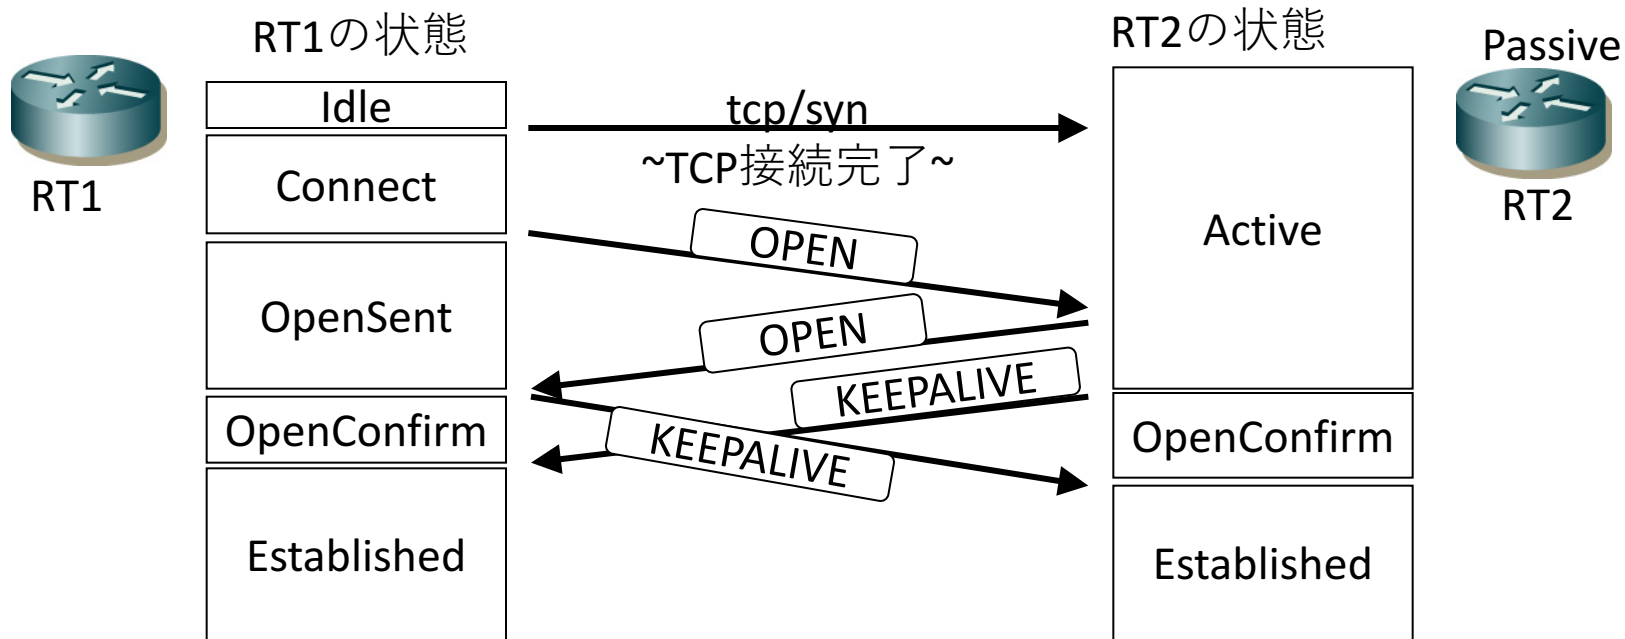 RT1の状態
RT2の状態
Passive
Idle
tcp/syn
~TCP接続完了~
Connect
RT1
RT2
Active
OPEN
OpenSent
OPEN
KEEPALIVE
OpenConfirm
KEEPALIVE
OpenConfirm
Established
Established